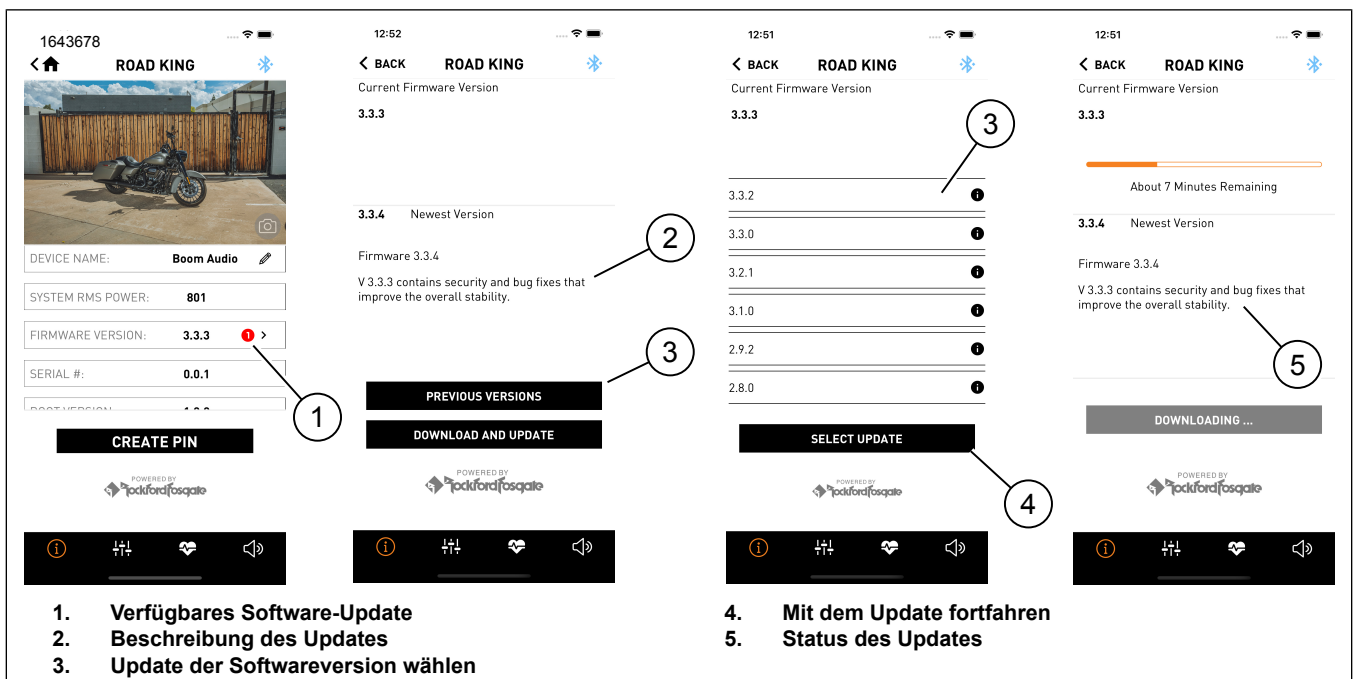 1643678
ROAD KING
DEVICE NAME: Boom Audio
SYSTEM RMS POWER: 801
FIRMWARE VERSION: 3.3.3 1 >
SERIAL #: 0.0.1
CREATE PIN
POWERED BY
Rockford Fosgate
1
12:52
< BACK ROAD KING
Current Firmware Version
3.3.3
3.3.4 Newest Version
Firmware 3.3.4
V 3.3.3 contains security and bug fixes that
improve the overall stability.
2
3
PREVIOUS VERSIONS
DOWNLOAD AND UPDATE
POWERED BY
Rockford Fosgate
12:51
< BACK ROAD KING
Current Firmware Version
3.3.3
3
3.3.2
3.3.0
3.2.1
3.1.0
2.9.2
2.8.0
SELECT UPDATE
4
POWERED BY
Rockford Fosgate
12:51
< BACK ROAD KING
Current Firmware Version
3.3.3
About 7 Minutes Remaining
3.3.4 Newest Version
Firmware 3.3.4
V 3.3.3 contains security and bug fixes that
improve the overall stability.
5
DOWNLOADING ...
POWERED BY
Rockford Fosgate
1. Verfügbares Software-Update
2. Beschreibung des Updates
3. Update der Softwareversion wählen
4. Mit dem Update fortfahren
5. Status des Updates